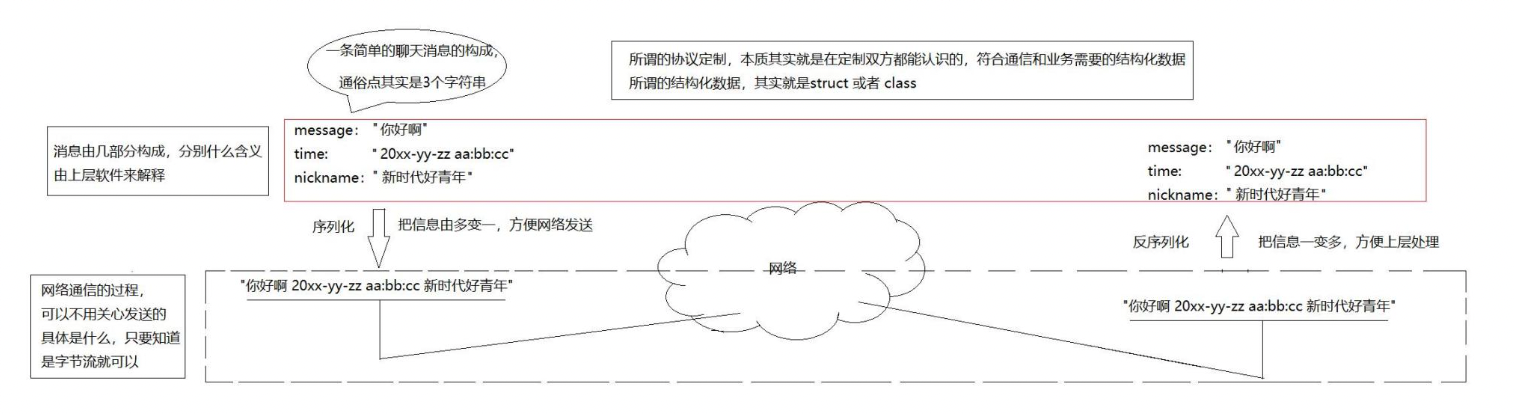 一条简单的聊天消息的构成，
通俗点其实是3个字符串
所谓的协议定制，本质其实就是在定制双方都能认识的，符合通信和业务需要的结构化数据
所谓的结构化数据，其实就是struct 或者 class
消息由几部分构成，分别什么含义
由上层软件来解释
message： "你好啊"
time: "20xx-yy-zz aa:bb:cc"
nickname："新时代好青年"
message： "你好啊"
time: "20xx-yy-zz aa:bb:cc"
nickname："新时代好青年"
序列化
把信息由多变一，方便网络发送
反序列化
把信息一变多，方便上层处理
网络
网络通信的过程，
可以不用关心发送的
具体是什么，只要知道
是字节流就可以
"你好啊 20xx-yy-zz aa:bb:cc 新时代好青年"
"你好啊 20xx-yy-zz aa:bb:cc 新时代好青年"